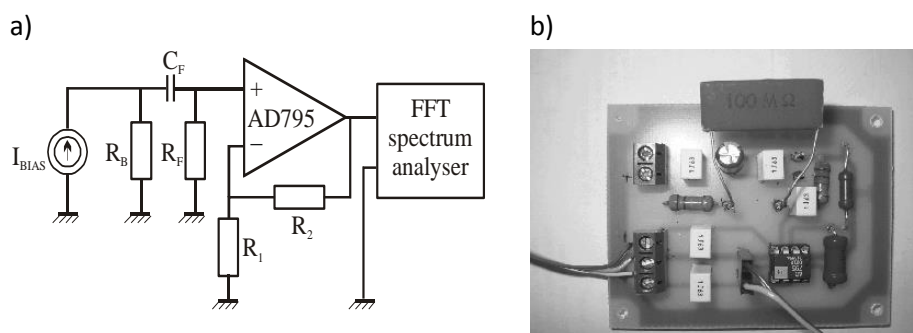 a)
b)
C_F
I_BIAS
R_B
R_F
+
AD795
−
R_2
R_1
FFT
spectrum
analyser
100 MΩ